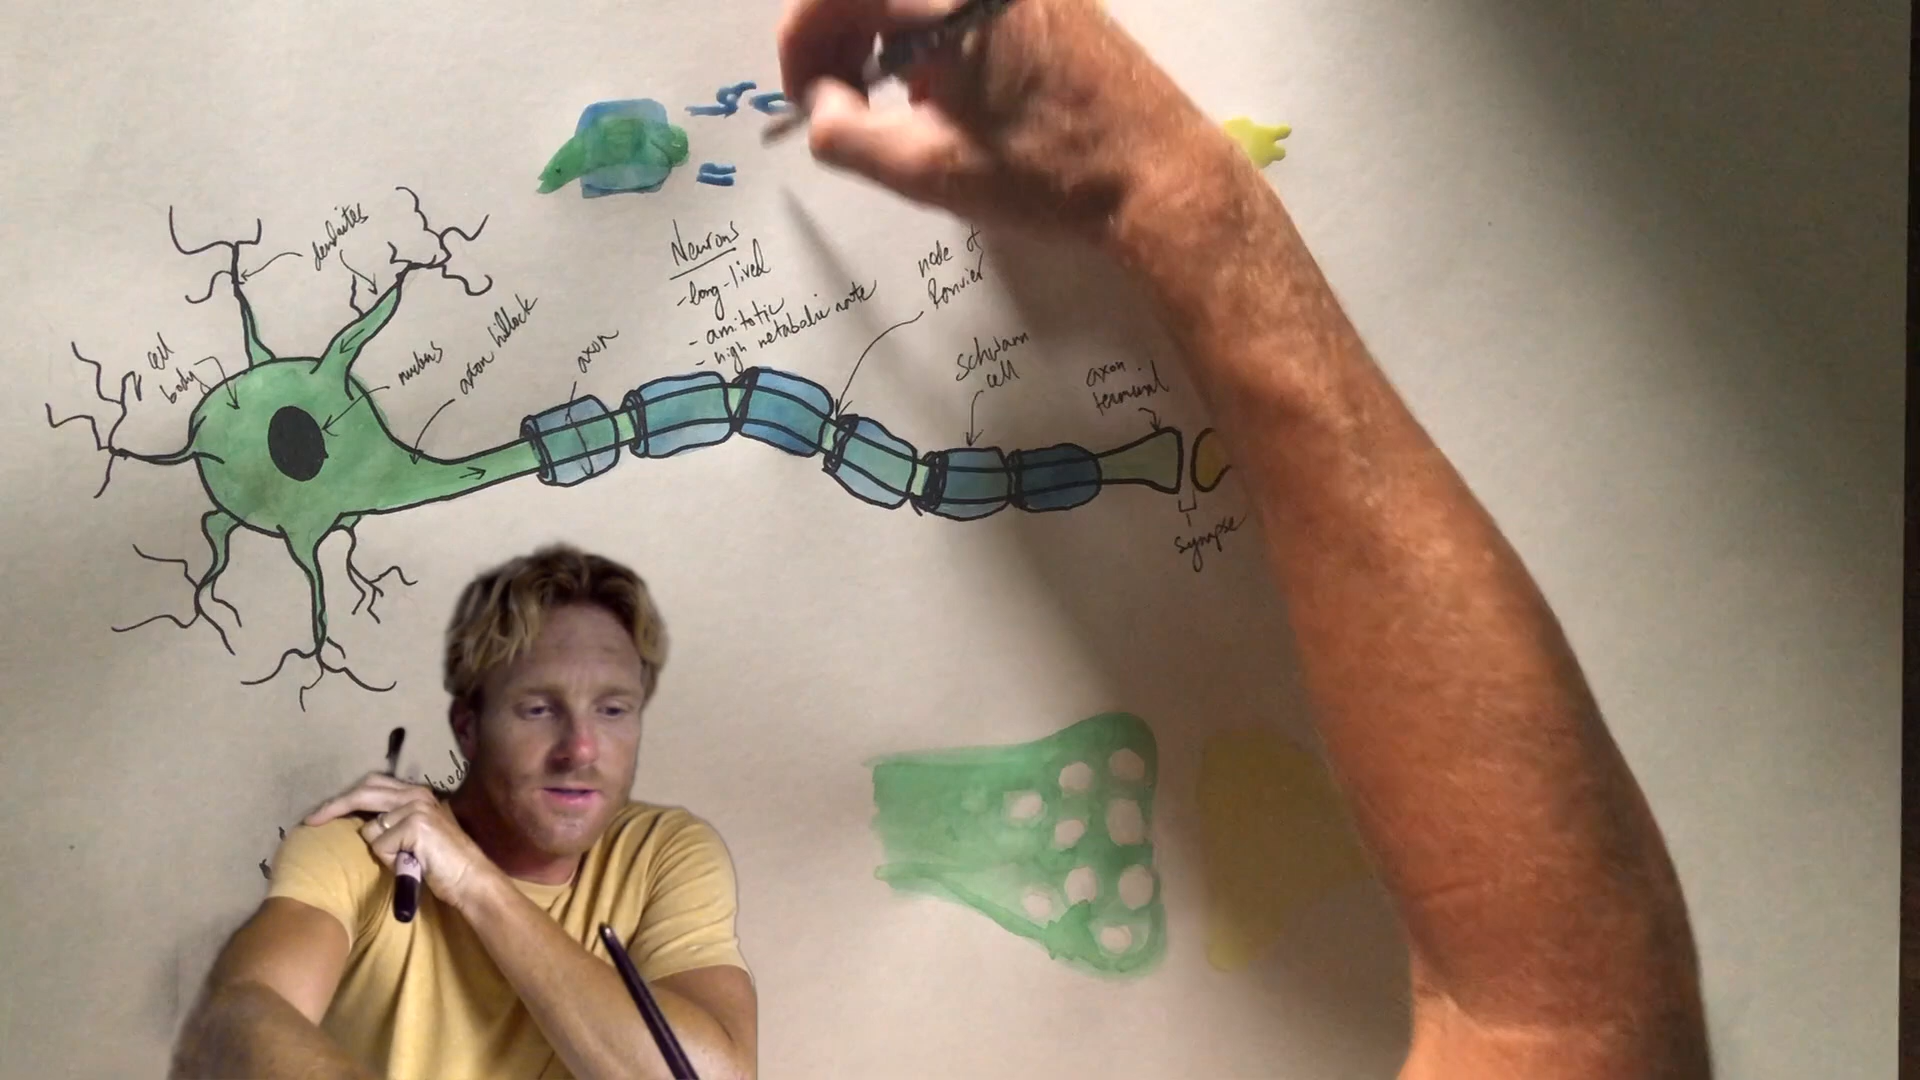 dendrites
cell
body
nucleus
axon hillock
axon
Neurons
- long-lived
- amitotic
- high metabolic rate
node of
Ranvier
Schwann
cell
axon
terminal
synapse